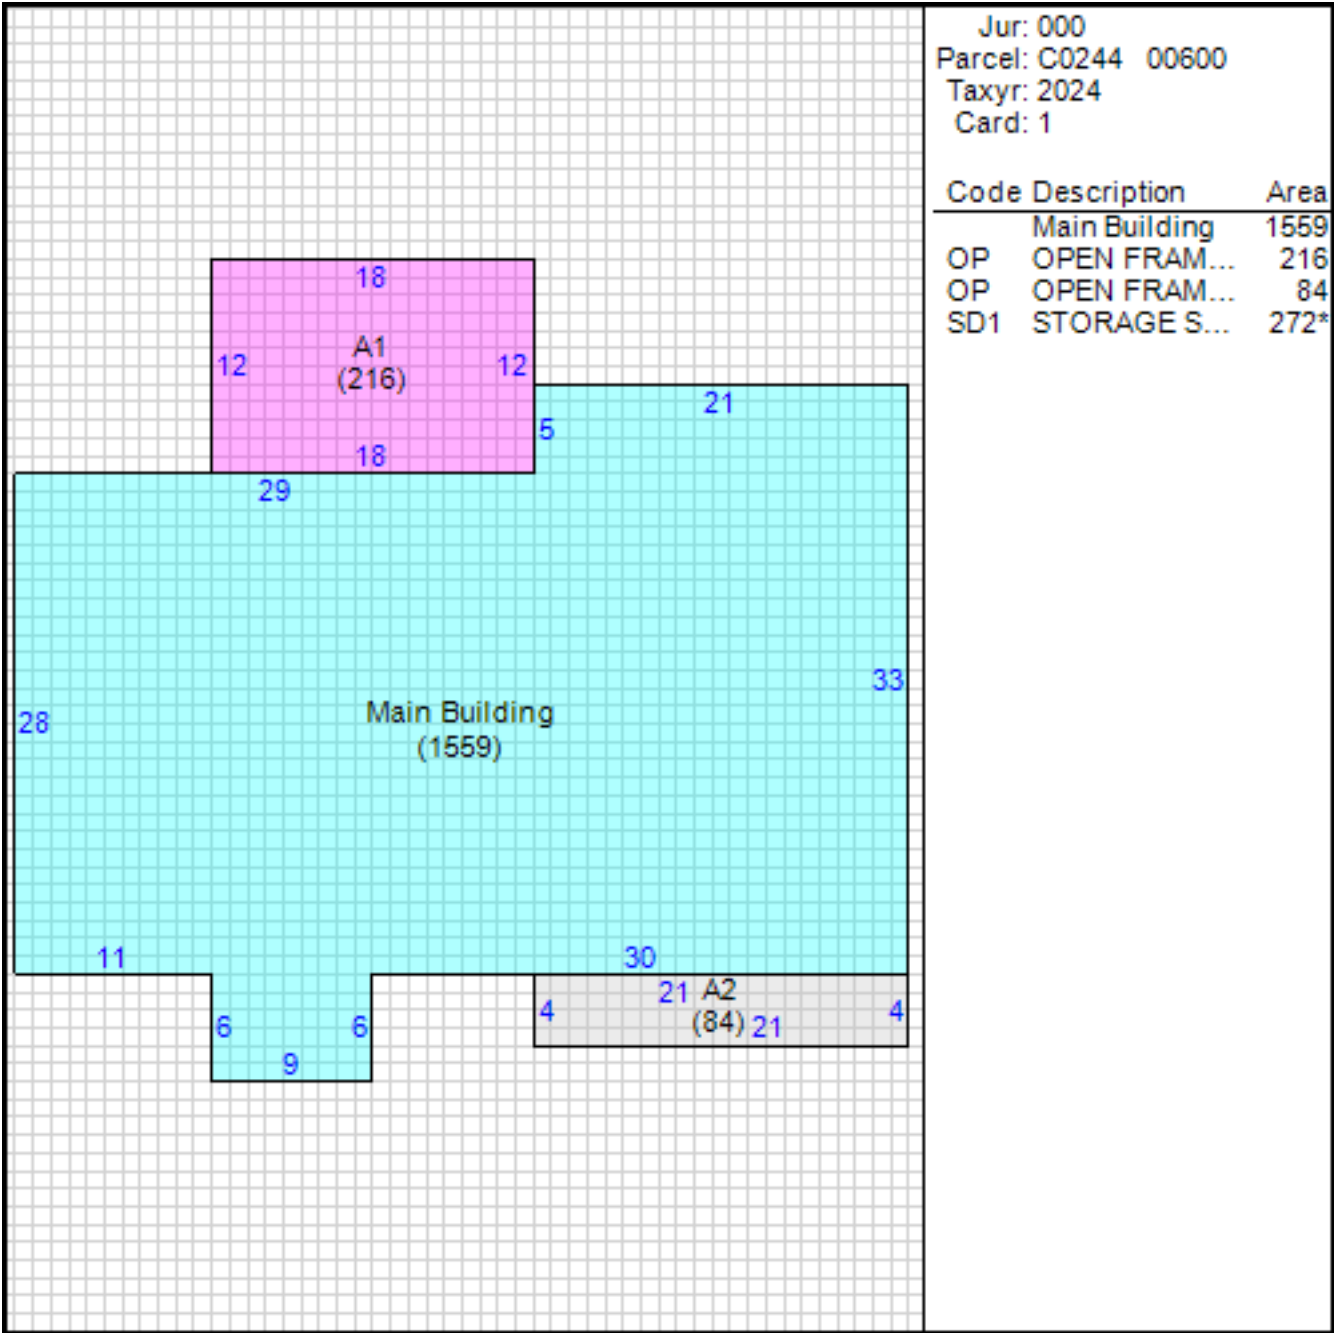 Jur: 000
Parcel: C0244 00600
Taxyr: 2024
Card: 1
Code Description Area
Main Building 1559
OP OPEN FRAM... 216
OP OPEN FRAM... 84
SD1 STORAGE S... 272*
18
A1
12 12
(216)
21
5
18
29
33
Main Building
28
(1559)
11 30
21 A2
4 4
(84) 21
6 6
9